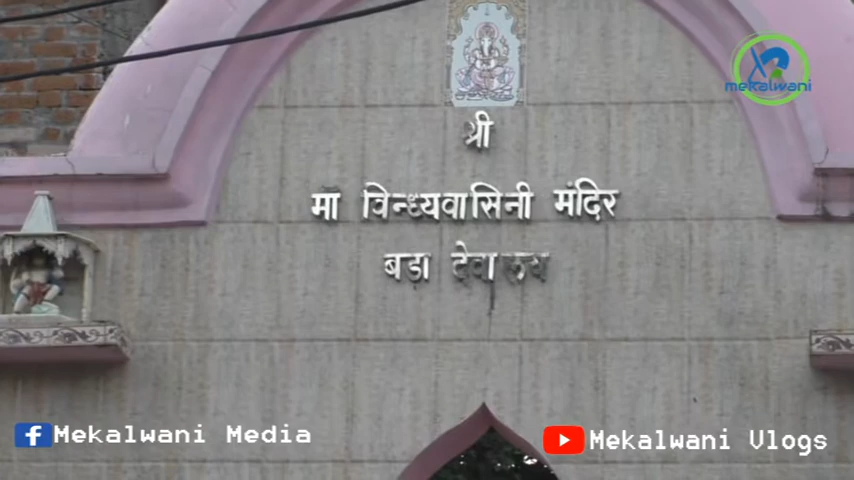 mekalwani
श्री
मा विन्ध्यवासिनी मंदिर
बड़ा देवालय
Mekalwani Media
Mekalwani Vlogs